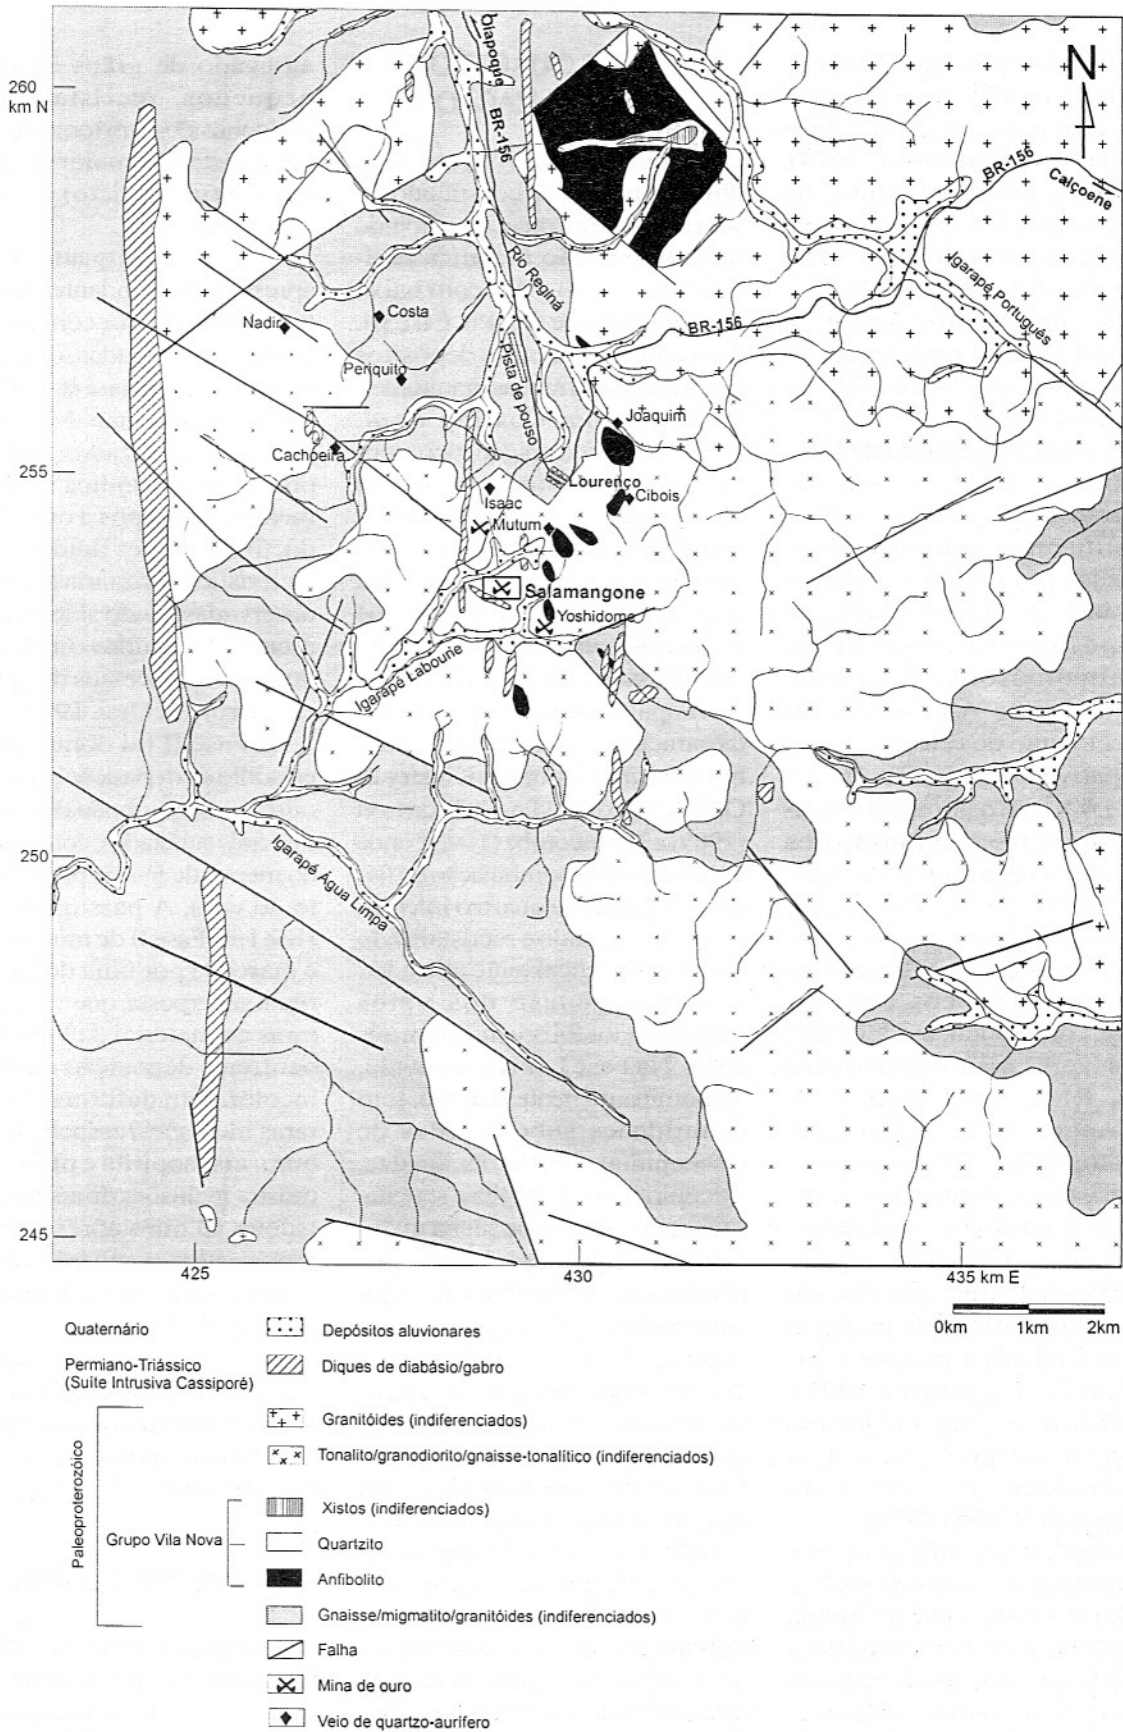 Oiapoque
N
260
km N
BR-156
BR-156
Calçoene
Rio Reginá
Igarapé Português
Costa
Nadir
BR-156
Periquito
Pista de pouso
Joaquim
Cachoeira
255
Lourenço
Cibois
Isaac
Mutum
Salamangone
Yoshidome
Igarapé Labourie
250
Igarapé Água Limpa
245
425
430
435 km E
0km 1km 2km
Quaternário
Depósitos aluvionares
Permiano-Triássico
(Suíte Intrusiva Cassiporé)
Diques de diabásio/gabro
Paleoproterozóico
Granitóides (indiferenciados)
Tonalito/granodiorito/gnaisse-tonalítico (indiferenciados)
Grupo Vila Nova
Xistos (indiferenciados)
Quartzito
Anfibolito
Gnaisse/migmatito/granitóides (indiferenciados)
Falha
Mina de ouro
Veio de quartzo-aurífero